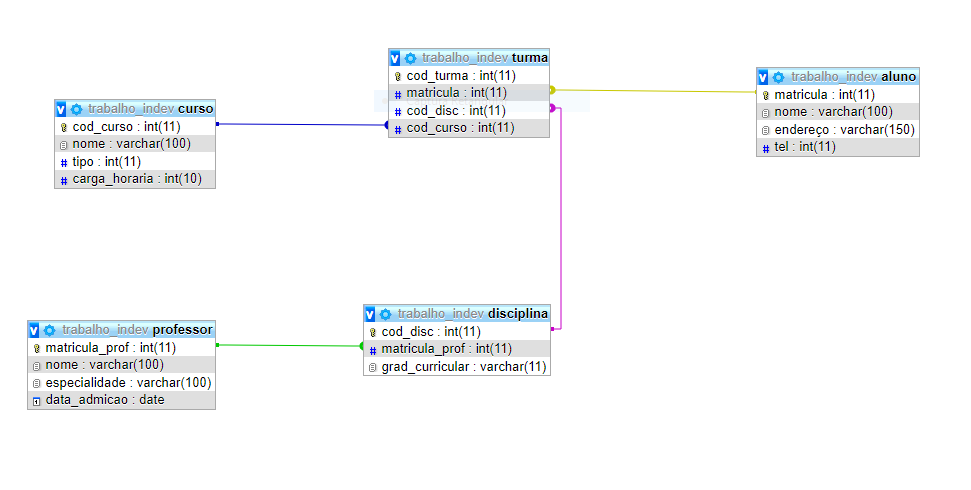 v trabalho_indev turma
cod_turma : int(11)
# matricula : int(11)
# cod_disc : int(11)
# cod_curso : int(11)
v trabalho_indev aluno
matricula : int(11)
nome : varchar(100)
endereço : varchar(150)
# tel : int(11)
v trabalho_indev curso
cod_curso : int(11)
nome : varchar(100)
# tipo : int(11)
# carga_horaria : int(10)
v trabalho_indev disciplina
cod_disc : int(11)
# matricula_prof : int(11)
grad_curricular : varchar(11)
v trabalho_indev professor
matricula_prof : int(11)
nome : varchar(100)
especialidade : varchar(100)
data_admicao : date